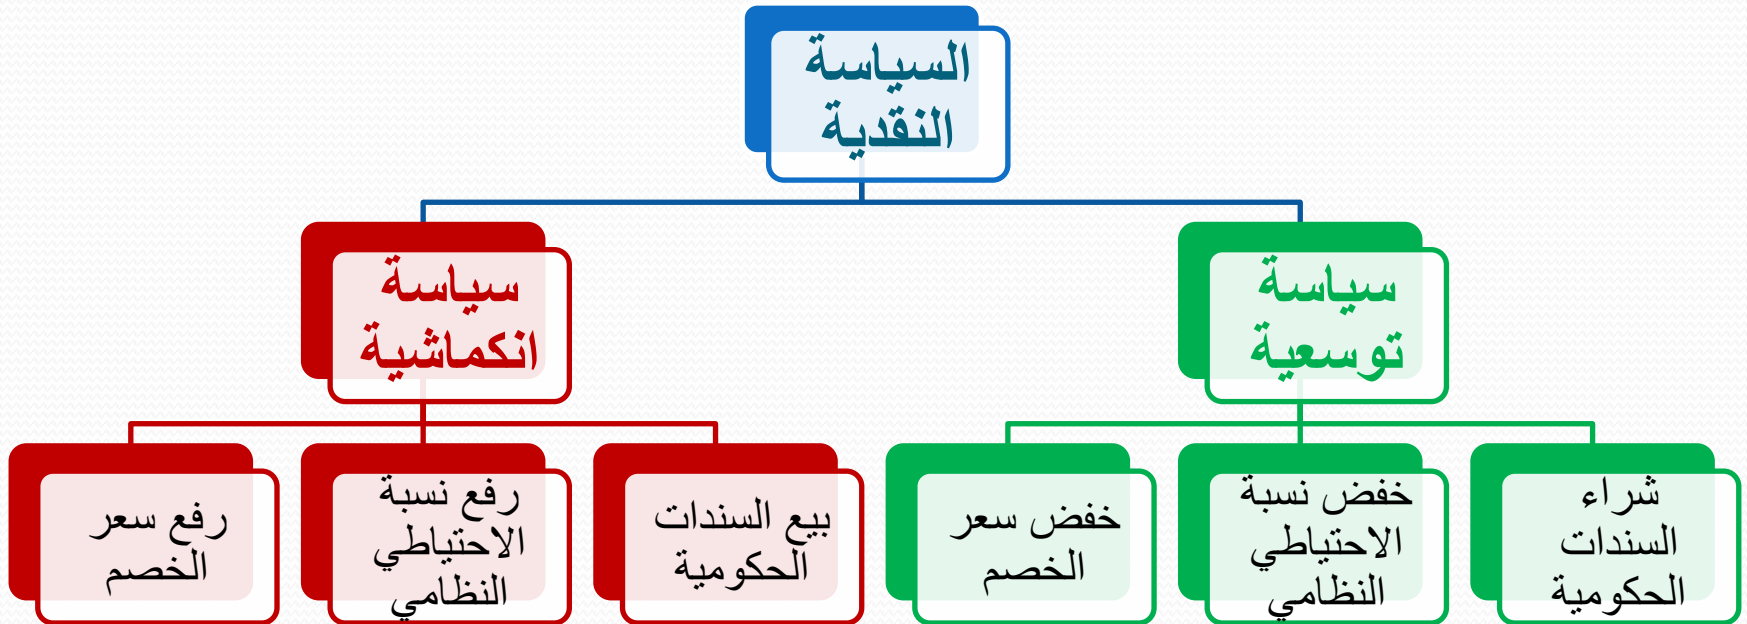 السياسة
النقدية
سياسة
توسعية
سياسة
انكماشية
شراء
السندات
الحكومية
خفض نسبة
الاحتياطي
النظامي
خفض سعر
الخصم
بيع السندات
الحكومية
رفع نسبة
الاحتياطي
النظامي
رفع سعر
الخصم